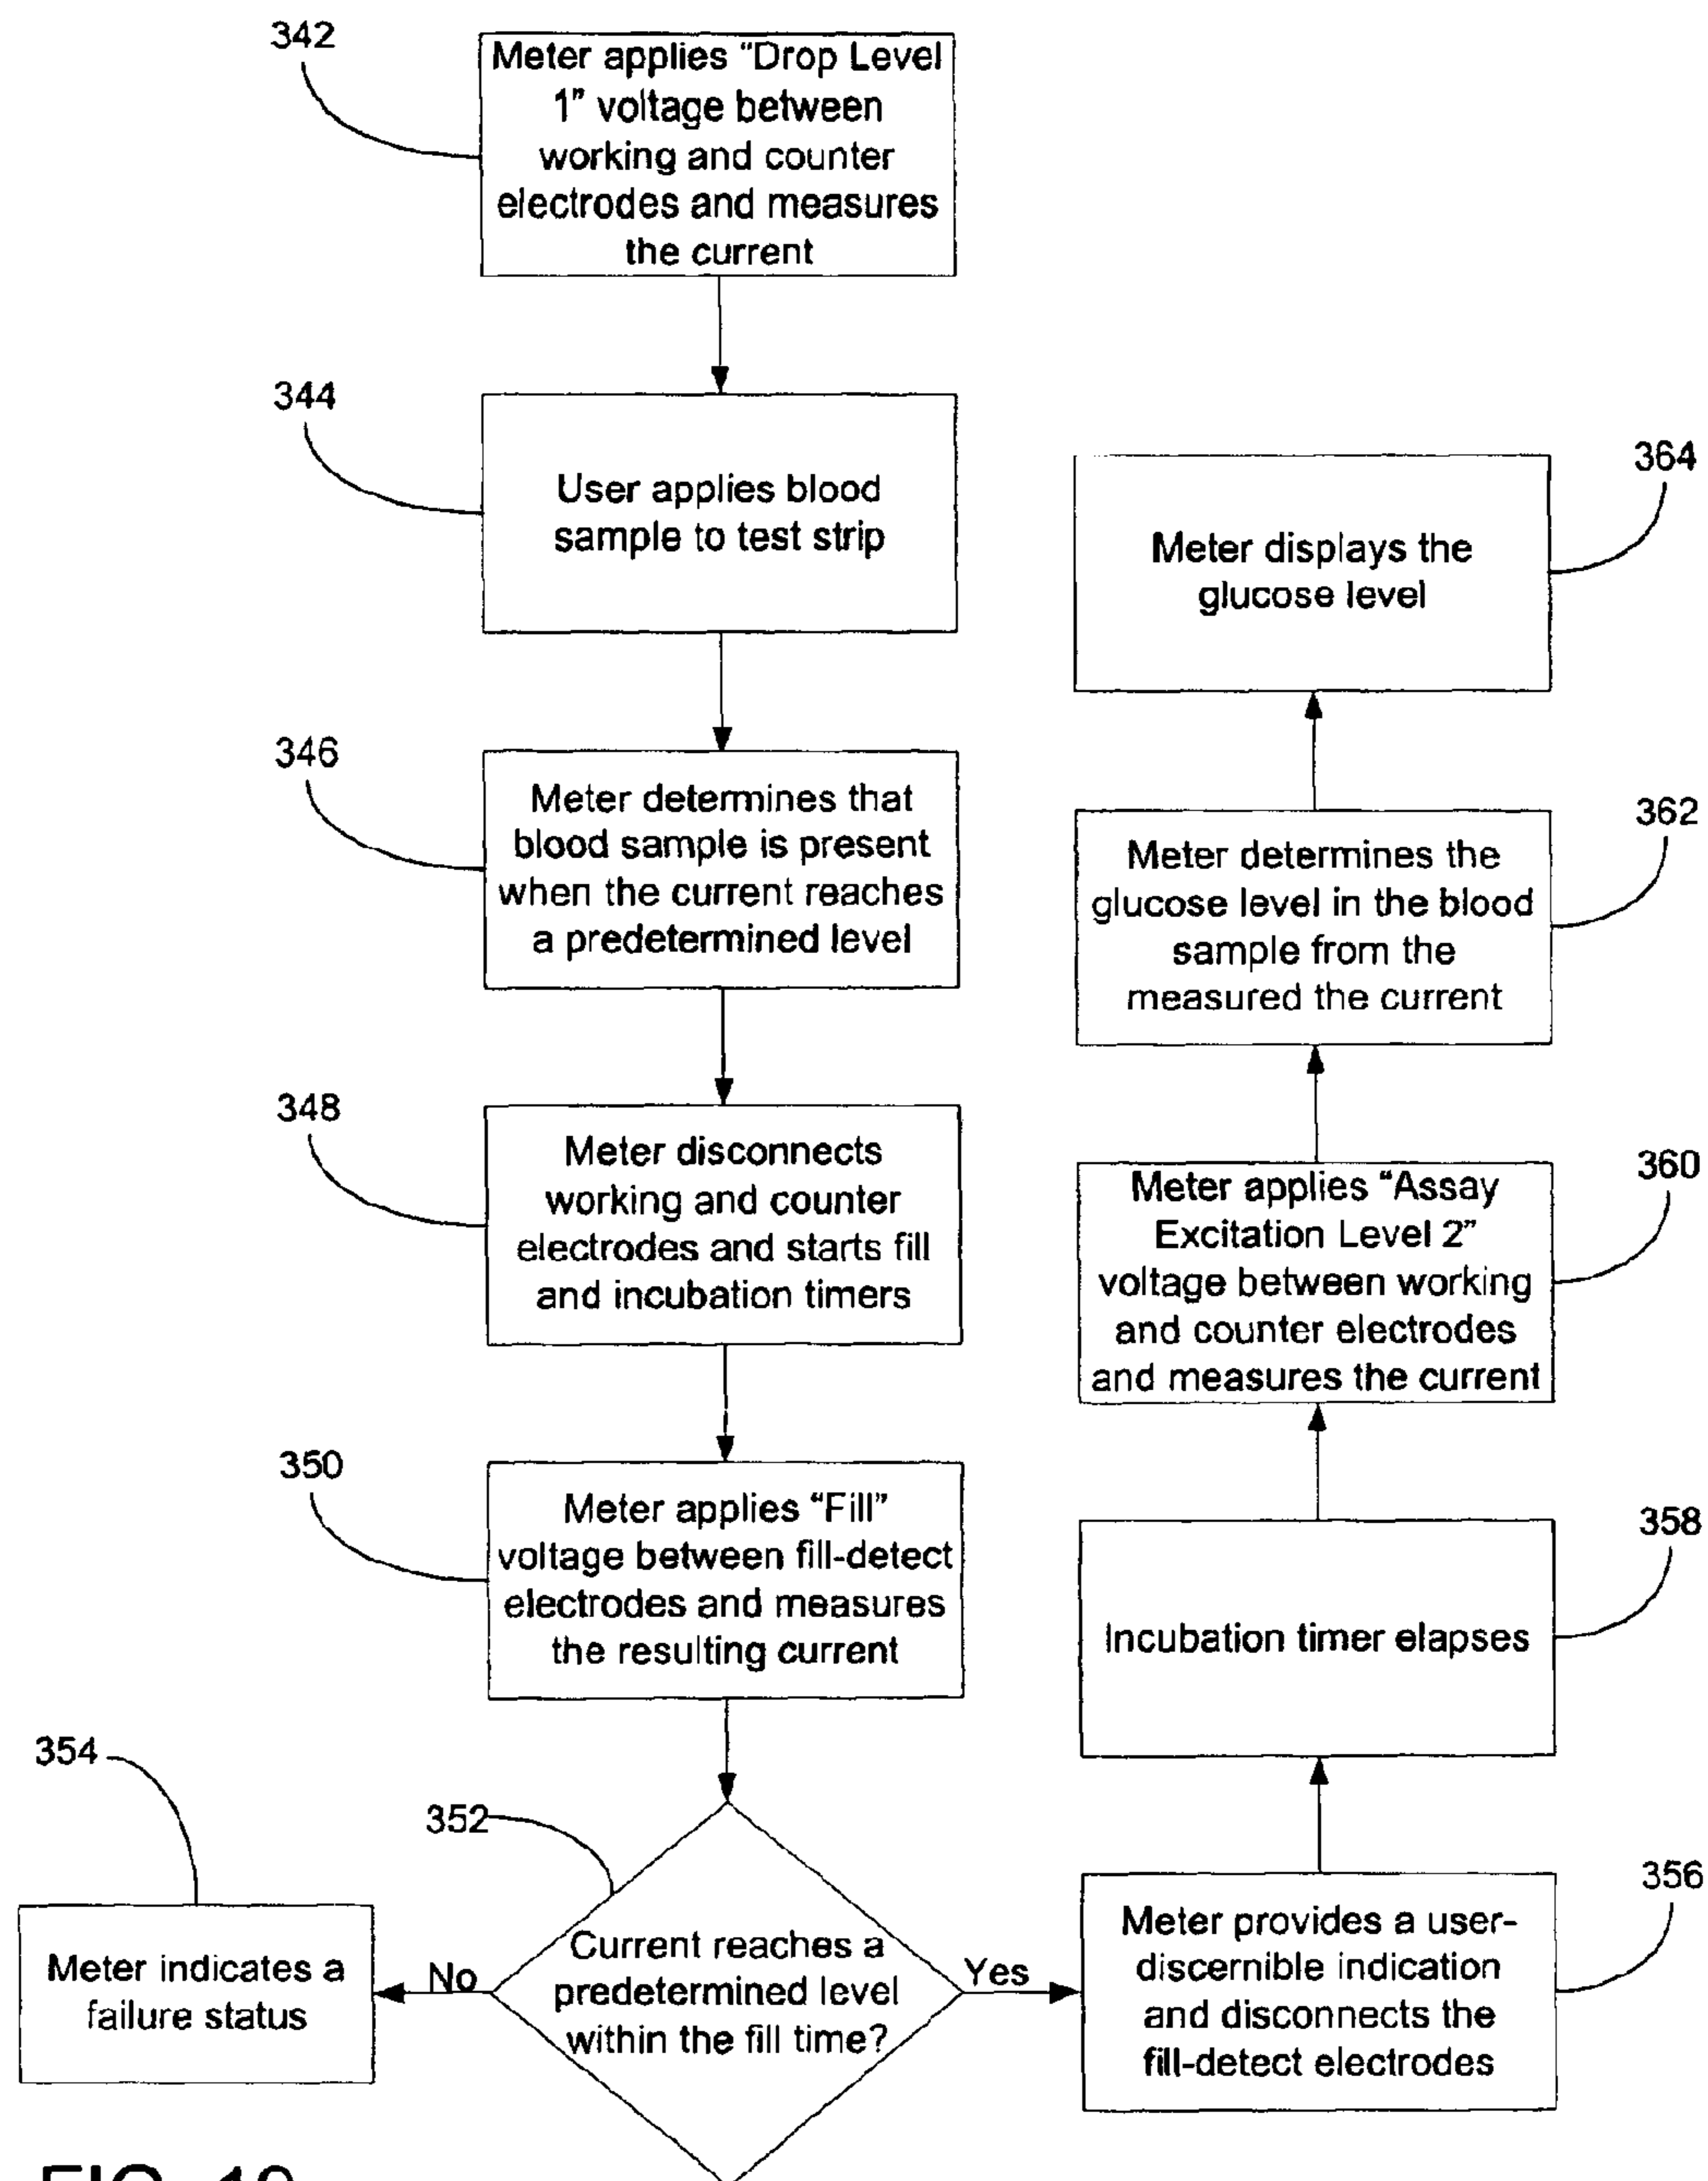 342
Meter applies "Drop Level
1" voltage between
working and counter
electrodes and measures
the current
344
User applies blood
sample to test strip
346
Meter determines that
blood sample is present
when the current reaches
a predetermined level
348
Meter disconnects
working and counter
electrodes and starts fill
and incubation timers
350
Meter applies "Fill"
voltage between fill-detect
electrodes and measures
the resulting current
352
Current reaches a
predetermined level
within the fill time?
No
354
Meter indicates a
failure status
Yes
356
Meter provides a user-
discernible indication
and disconnects the
fill-detect electrodes
358
Incubation timer elapses
360
Meter applies "Assay
Excitation Level 2"
voltage between working
and counter electrodes
and measures the current
362
Meter determines the
glucose level in the blood
sample from the
measured the current
364
Meter displays the
glucose level